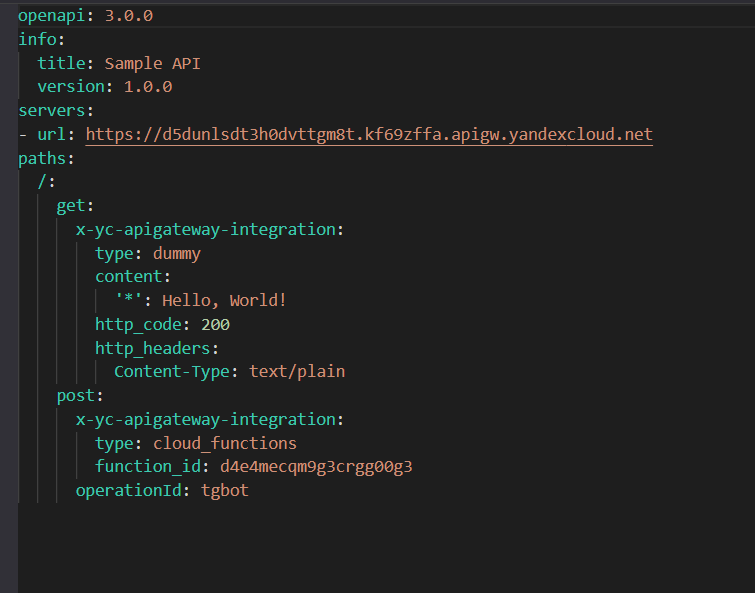 openapi: 3.0.0
info:
  title: Sample API
  version: 1.0.0
servers:
- url: https://d5dunlsdt3h0dvttgm8t.kf69zffa.apigw.yandexcloud.net
paths:
  /:
    get:
      x-yc-apigateway-integration:
        type: dummy
        content:
          '*': Hello, World!
        http_code: 200
        http_headers:
          Content-Type: text/plain
    post:
      x-yc-apigateway-integration:
        type: cloud_functions
        function_id: d4e4mecqm9g3crgg00g3
      operationId: tgbot